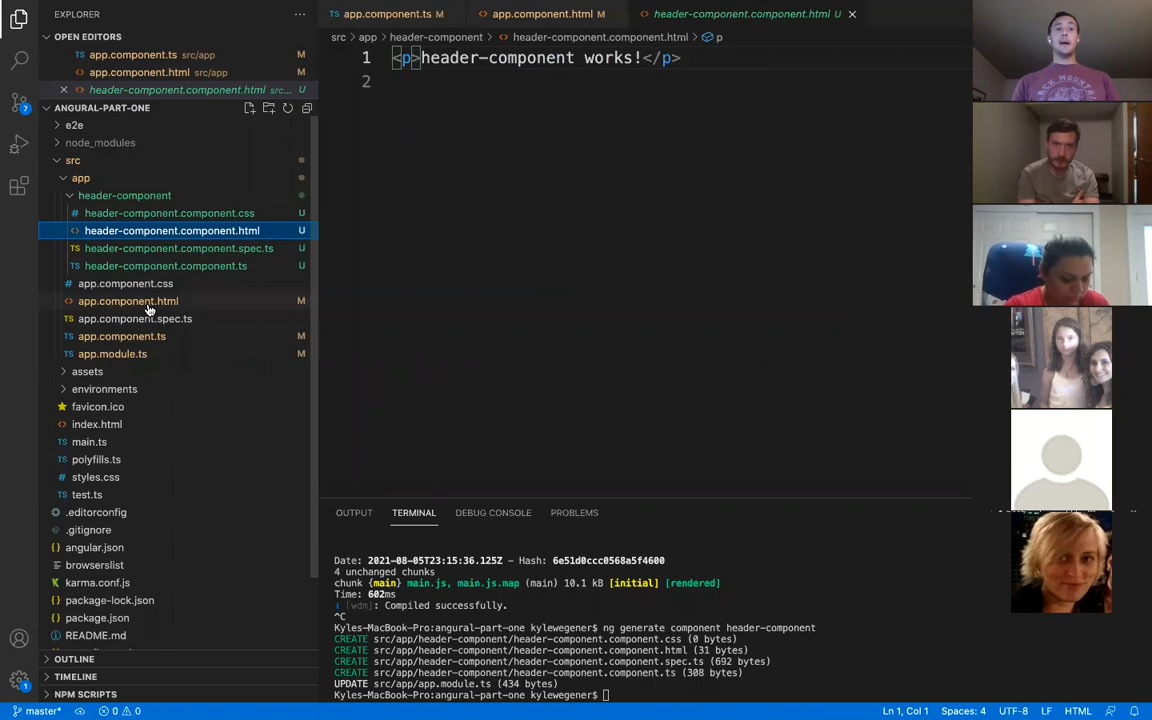 EXPLORER
OPEN EDITORS
app.component.ts src/app M
app.component.html src/app M
header-component.component.html src... U
ANGURAL-PART-ONE
e2e
node_modules
src
app
header-component
header-component.component.css U
header-component.component.html U
header-component.component.spec.ts U
header-component.component.ts U
app.component.css
app.component.html M
app.component.spec.ts
app.component.ts M
app.module.ts M
assets
environments
favicon.ico
index.html
main.ts
polyfills.ts
styles.css
test.ts
.editorconfig
.gitignore
angular.json
browserslist
karma.conf.js
package-lock.json
package.json
README.md
OUTLINE
TIMELINE
NPM SCRIPTS
app.component.ts M
app.component.html M
header-component.component.html U
src > app > header-component > header-component.component.html > p
1 <p>header-component works!</p>
2
OUTPUT TERMINAL DEBUG CONSOLE PROBLEMS
Date: 2021-08-05T23:15:36.125Z - Hash: 6e51d0ccc0568a5f4600
4 unchanged chunks
chunk {main} main.js, main.js.map (main) 10.1 kB [initial] [rendered]
Time: 602ms
ℹ 「wdm」: Compiled successfully.
^C
Kyles-MacBook-Pro:angural-part-one kylewegener$ ng generate component header-component
CREATE src/app/header-component/header-component.component.css (0 bytes)
CREATE src/app/header-component/header-component.component.html (31 bytes)
CREATE src/app/header-component/header-component.component.spec.ts (692 bytes)
CREATE src/app/header-component/header-component.component.ts (308 bytes)
UPDATE src/app/app.module.ts (434 bytes)
Kyles-MacBook-Pro:angural-part-one kylewegener$
7
1
master* 0 0 Ln 1, Col 1 Spaces: 4 UTF-8 LF HTML